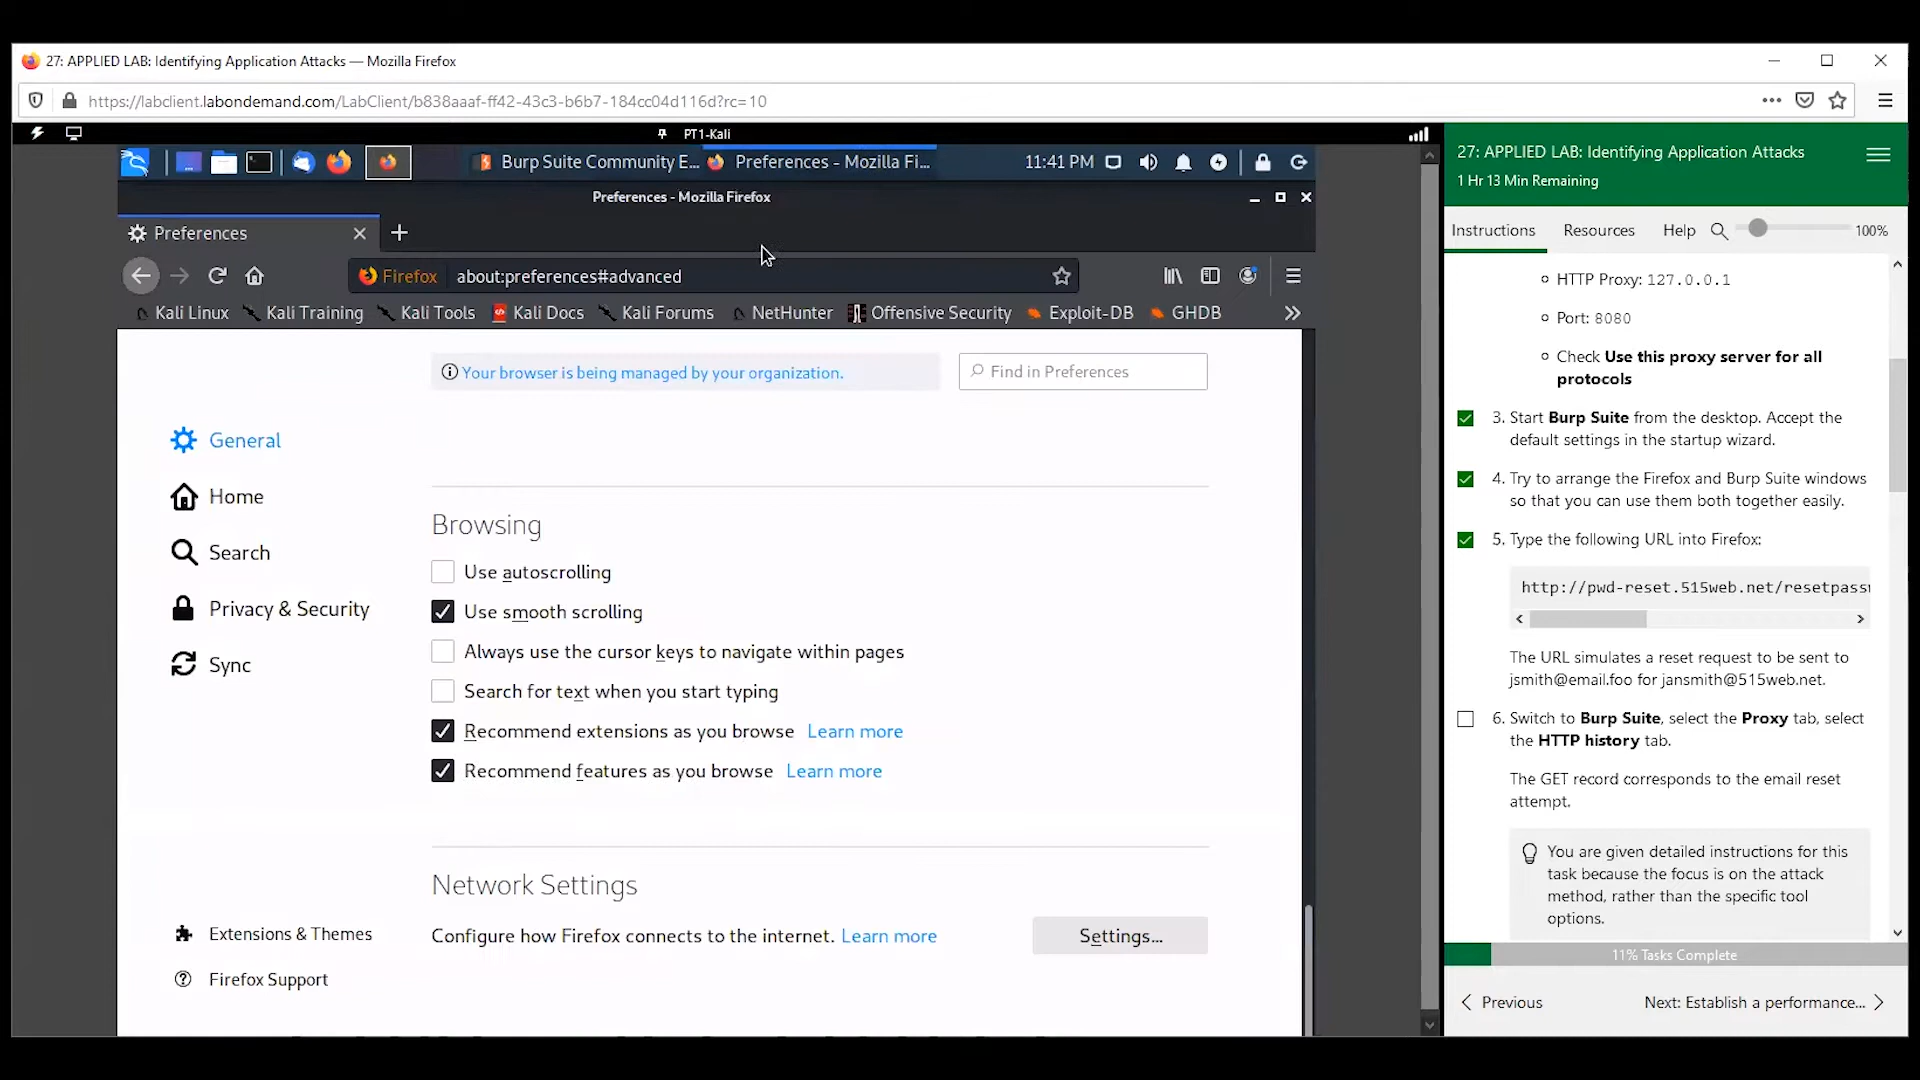 27: APPLIED LAB: Identifying Application Attacks — Mozilla Firefox
https://labclient.labondemand.com/LabClient/b838aaaf-ff42-43c3-b6b7-184cc04d116d?rc=10
PT1-Kali
Burp Suite Community E...
Preferences - Mozilla Fi...
11:41 PM
Preferences - Mozilla Firefox
Preferences
Firefox
about:preferences#advanced
Kali Linux
Kali Training
Kali Tools
Kali Docs
Kali Forums
NetHunter
Offensive Security
Exploit-DB
GHDB
Your browser is being managed by your organization.
Find in Preferences
General
Home
Search
Privacy & Security
Sync
Extensions & Themes
Firefox Support
Browsing
Use autoscrolling
Use smooth scrolling
Always use the cursor keys to navigate within pages
Search for text when you start typing
Recommend extensions as you browse Learn more
Recommend features as you browse Learn more
Network Settings
Configure how Firefox connects to the internet. Learn more
Settings...
27: APPLIED LAB: Identifying Application Attacks
1 Hr 13 Min Remaining
Instructions
Resources
Help
100%
HTTP Proxy: 127.0.0.1
Port: 8080
Check Use this proxy server for all
protocols
3. Start Burp Suite from the desktop. Accept the
default settings in the startup wizard.
4. Try to arrange the Firefox and Burp Suite windows
so that you can use them both together easily.
5. Type the following URL into Firefox:
http://pwd-reset.515web.net/resetpass
The URL simulates a reset request to be sent to
jsmith@email.foo for jansmith@515web.net.
6. Switch to Burp Suite, select the Proxy tab, select
the HTTP history tab.
The GET record corresponds to the email reset
attempt.
You are given detailed instructions for this
task because the focus is on the attack
method, rather than the specific tool
options.
11% Tasks Complete
Previous
Next: Establish a performance...